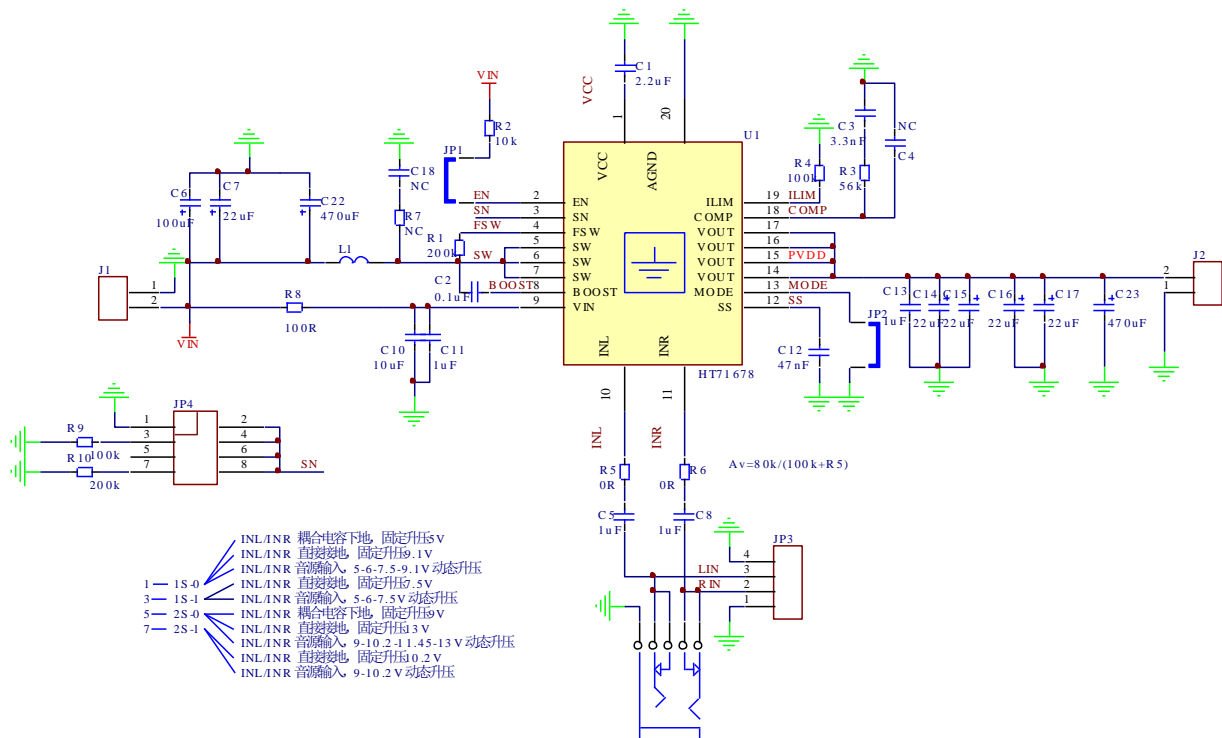 VIN
VCC
C1
2.2uF
1
20
U1
VCC
AGND
HT71678
R2
10k
JP1
C18
NC
R7
NC
C6
100uF
C7
22uF
C22
470uF
L1
R1
200k
C2
0.1uF
EN
SN
FSW
SW
BOOST
2
3
4
5
6
7
8
9
EN
SN
FSW
SW
SW
SW
BOOST
VIN
ILIM
COMP
VOUT
VOUT
VOUT
VOUT
MODE
SS
19
18
17
16
15
14
13
12
ILIM
COMP
PVDD
MODE
SS
R4
100k
C3
3.3nF
R3
56k
NC
C4
J1
1
2
VIN
R8
100R
C10
10uF
C11
1uF
C12
47nF
JP2
C13
1uF
C14
22uF
C15
22uF
C16
22uF
C17
22uF
C23
470uF
J2
2
1
INL
INR
10
11
INL
INR
R5
0R
R6
0R
Av=80k/(100k+R5)
C5
1uF
C8
1uF
LIN
RIN
JP3
4
3
2
1
JP4
1
3
5
7
2
4
6
8
R9
100k
R10
200k
SN
INL/INR 耦合电容下地，固定升压5V
INL/INR 直接接地，固定升压9.1V
INL/INR 音源输入，5-6-7.5-9.1V 动态升压
1 — 1S-0 INL/INR 直接接地，固定升压7.5V
3 — 1S-1 INL/INR 音源输入，5-6-7.5V 动态升压
5 — 2S-0 INL/INR 耦合电容下地，固定升压9V
7 — 2S-1 INL/INR 直接接地，固定升压13V
INL/INR 音源输入，9-10.2-11.45-13V 动态升压
INL/INR 直接接地，固定升压10.2V
INL/INR 音源输入，9-10.2V 动态升压